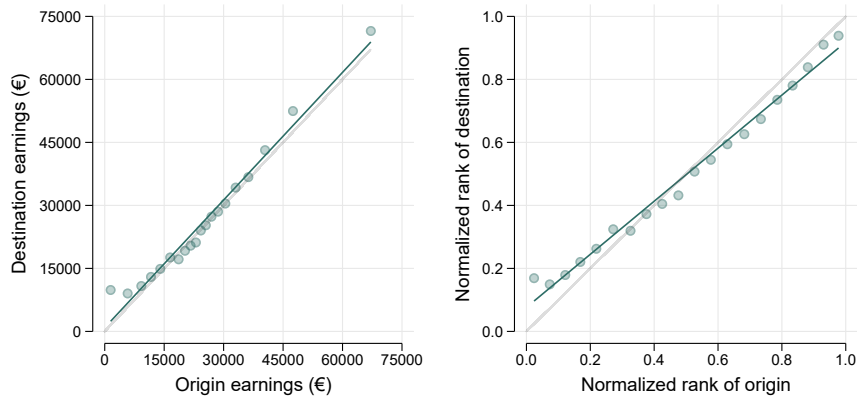 75000
60000
45000
30000
15000
0
Destination earnings (€)
0 15000 30000 45000 60000 75000
Origin earnings (€)
1.0
0.8
0.6
0.4
0.2
0.0
Normalized rank of destination
0.0 0.2 0.4 0.6 0.8 1.0
Normalized rank of origin